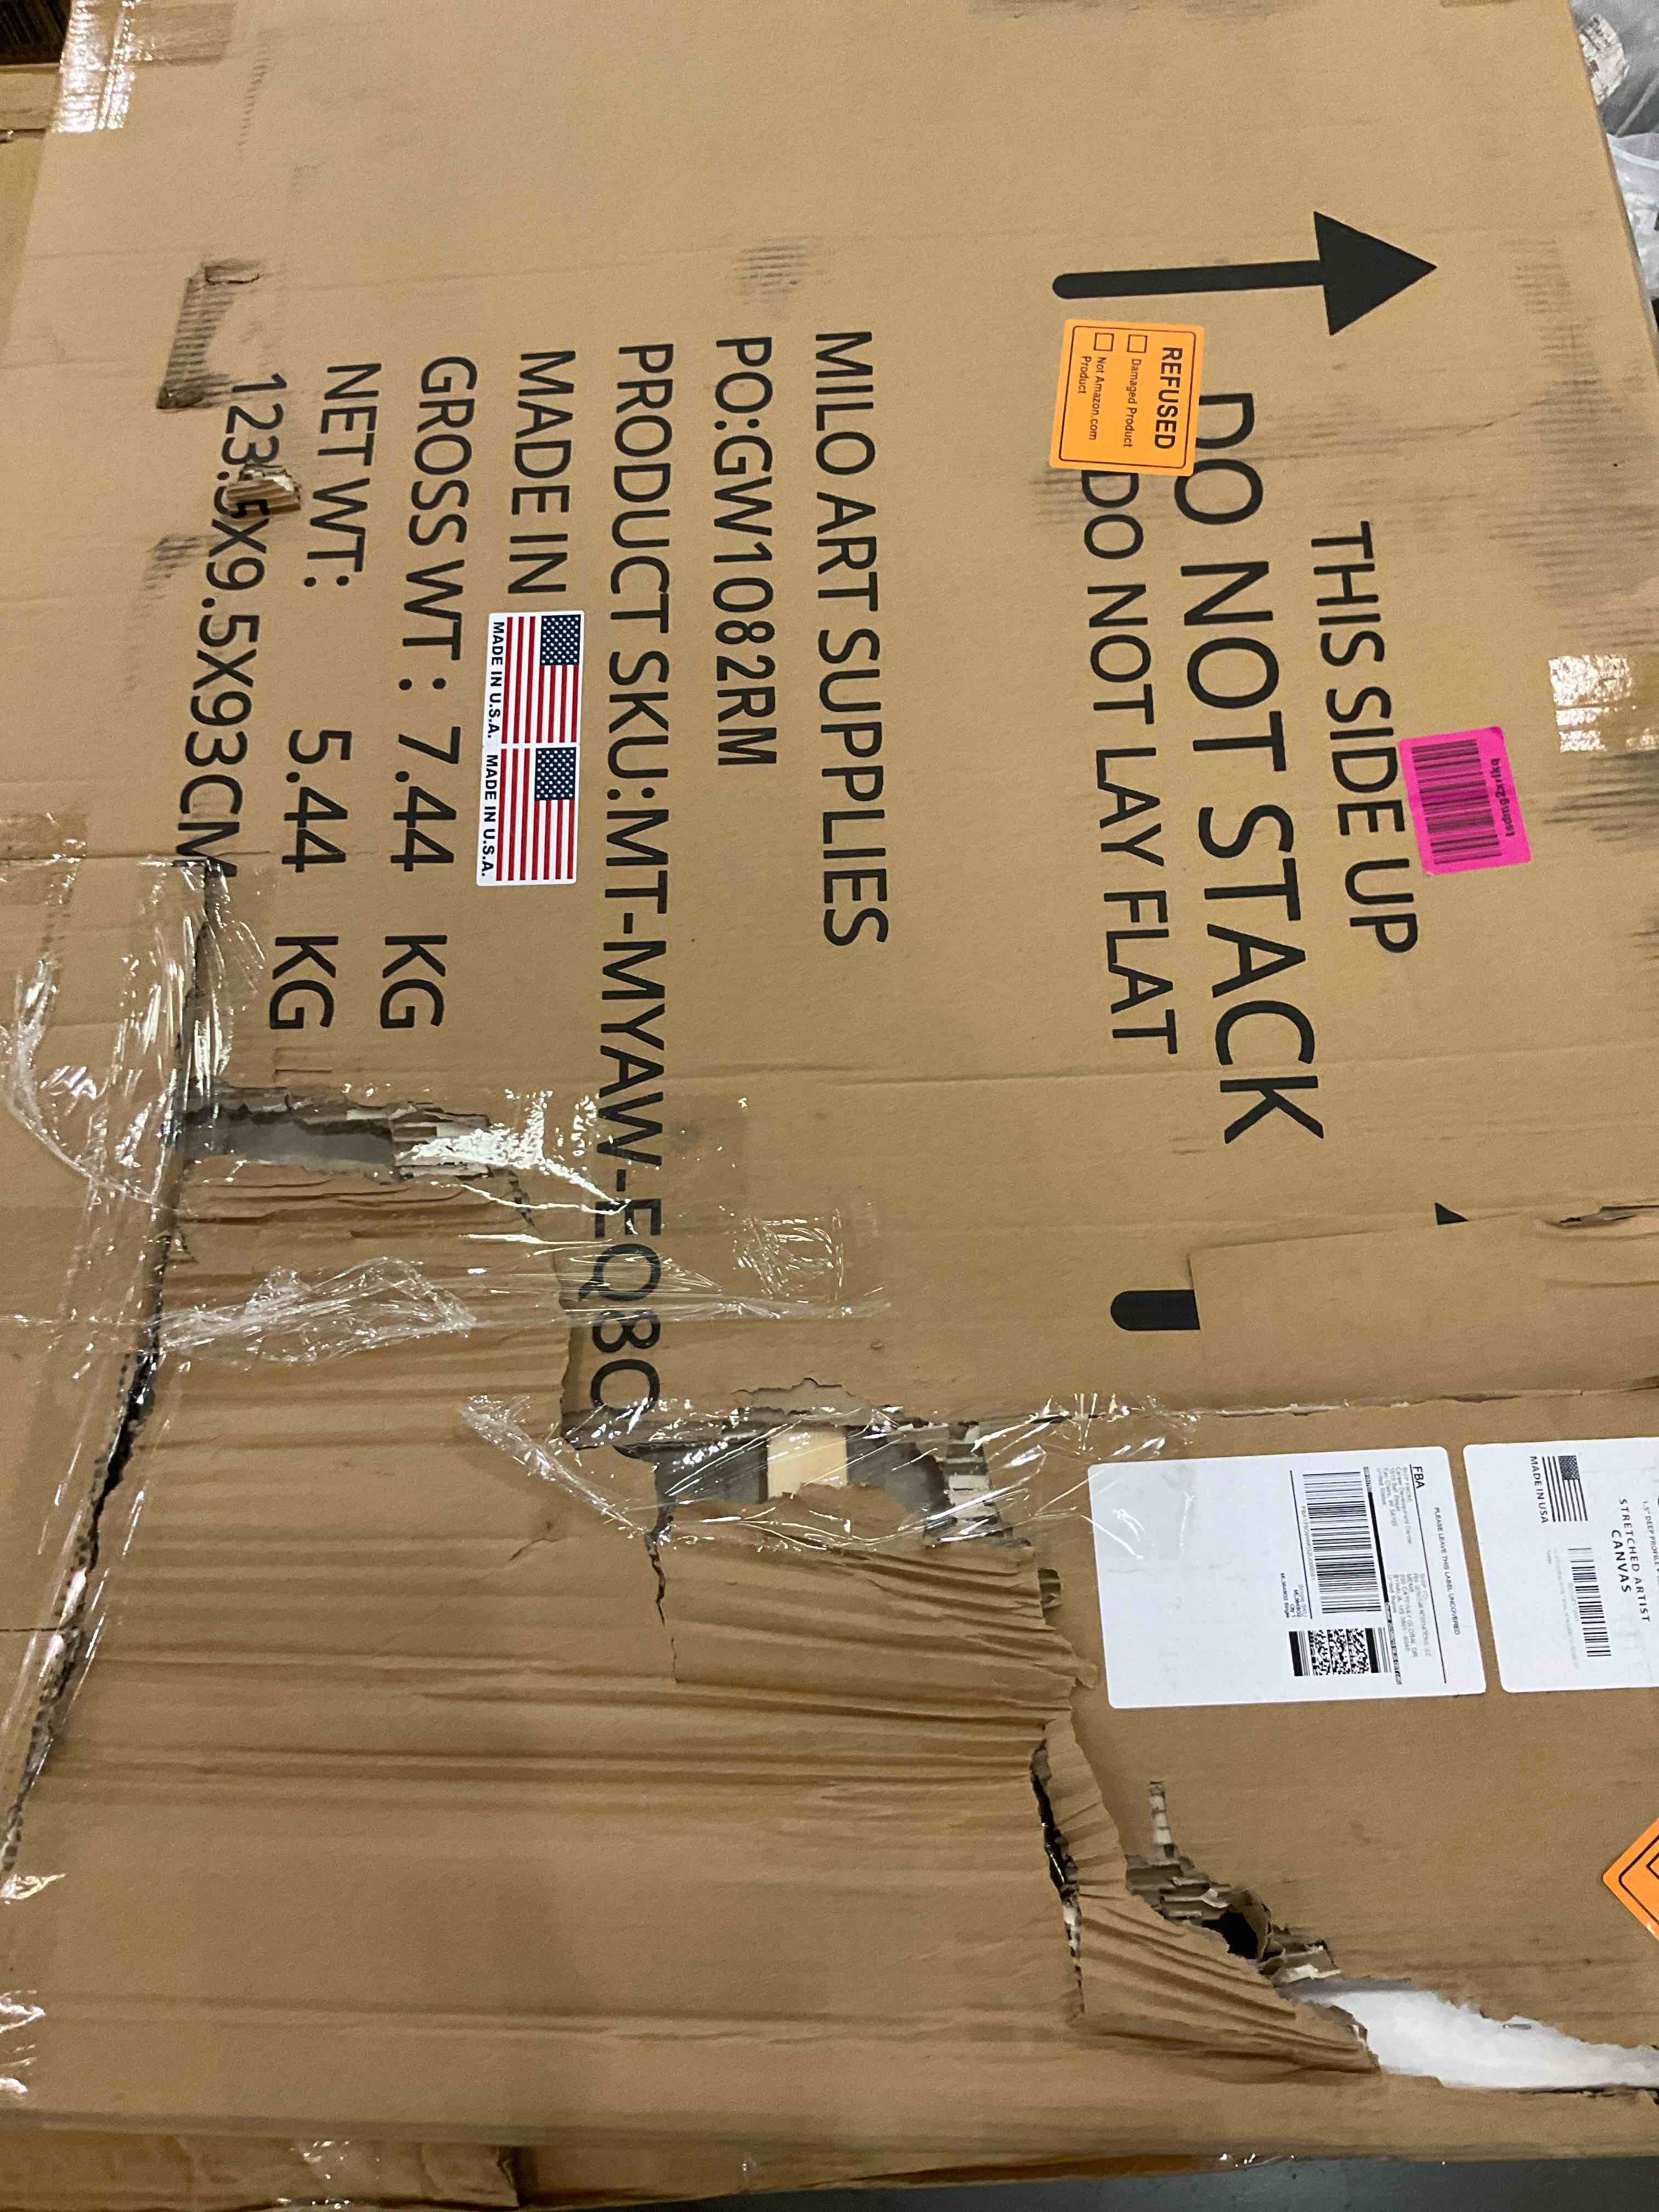 THIS SIDE UP
DO NOT STACK
DO NOT LAY FLAT
REFUSED
Damaged Product
Not Amazon.com
Product
tsdmg2xrlkq
MILO ART SUPPLIES
PO:GW1082RM
PRODUCT SKU:MT-MYAW-EQ8C
MADE IN
MADE IN U.S.A. MADE IN U.S.A.
GROSS WT : 7.44 KG
NET WT: 5.44 KG
123.5X9.5X93CM
STRETCHED ARTIST
CANVAS
MADE IN USA
PLEASE LEAVE THIS LABEL UNCOVERED
FBA